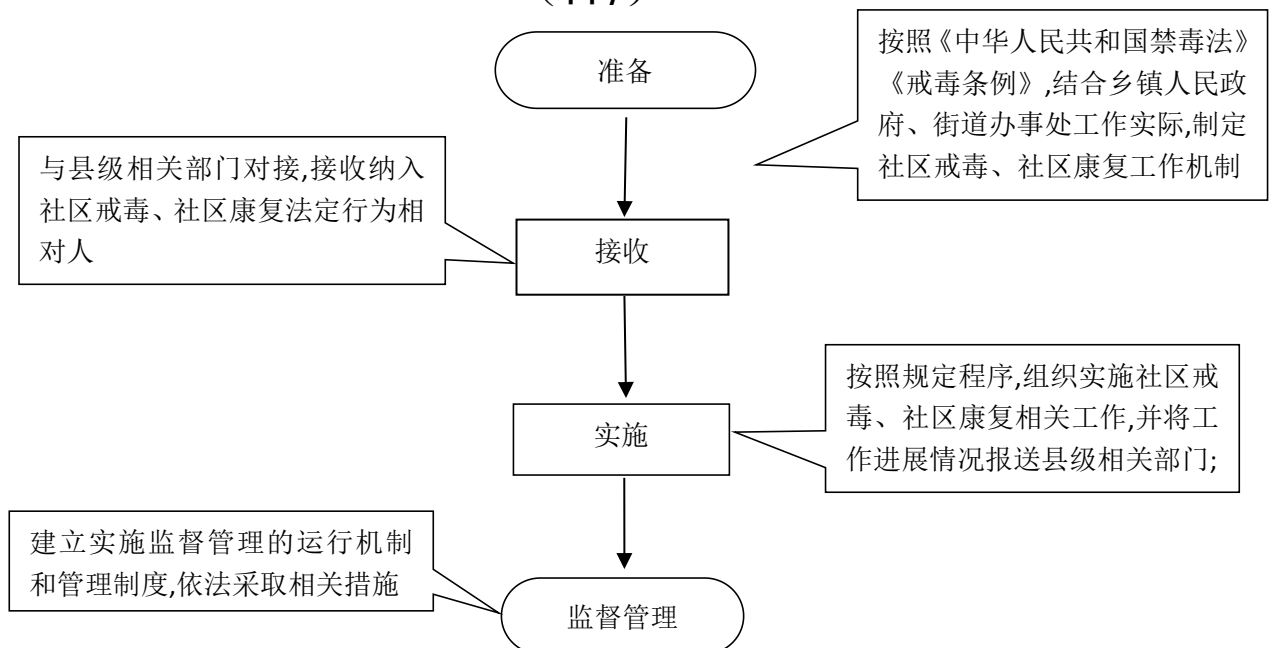 准备
按照《中华人民共和国禁毒法》
《戒毒条例》,结合乡镇人民政
府、街道办事处工作实际,制定
社区戒毒、社区康复工作机制
与县级相关部门对接,接收纳入
社区戒毒、社区康复法定行为相
对人
接收
实施
按照规定程序,组织实施社区戒
毒、社区康复相关工作,并将工
作进展情况报送县级相关部门;
建立实施监督管理的运行机制
和管理制度,依法采取相关措施
监督管理